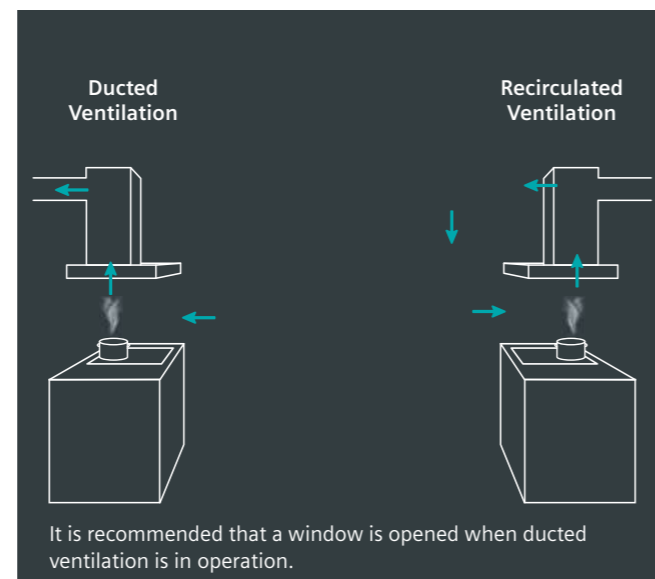 Ducted
Ventilation
Recirculated
Ventilation
It is recommended that a window is opened when ducted
ventilation is in operation.